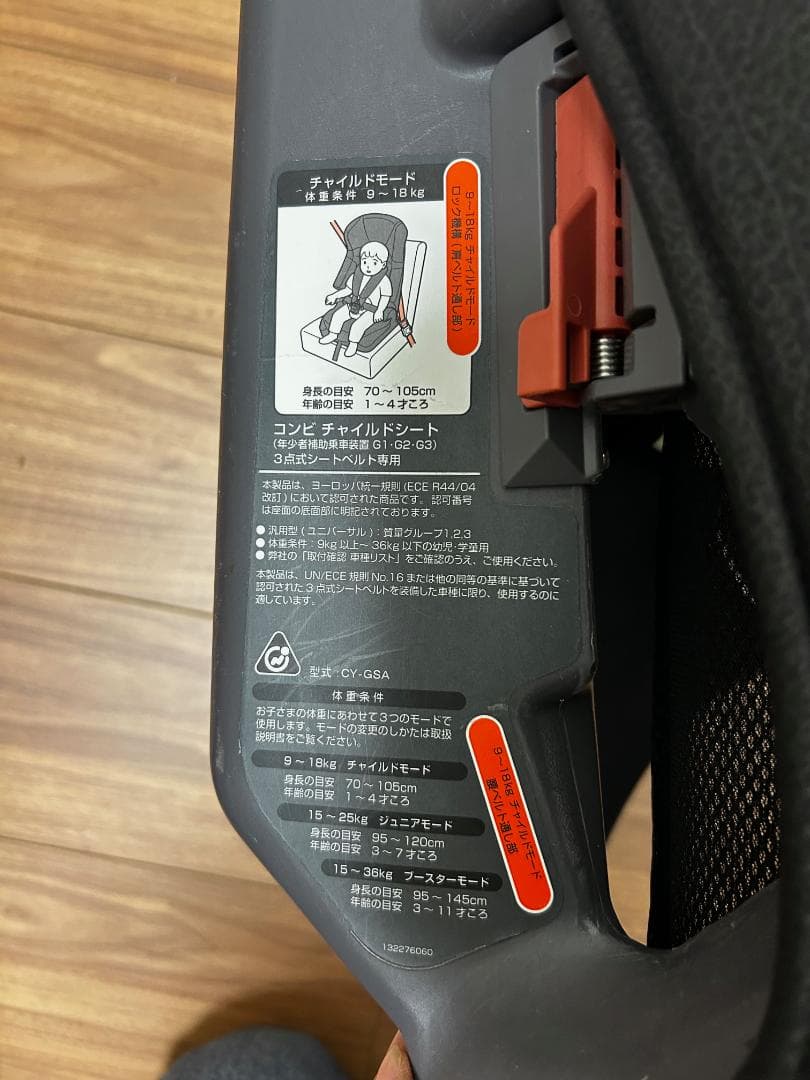 チャイルドモード
体重条件 9～18kg
9～18kg チャイルドモード
ロック機構(肩ベルト通し部)
身長の目安 70～105cm
年齢の目安 1～4才ころ
コンビ チャイルドシート
(年少者補助乗車装置 G1・G2・G3)
3点式シートベルト専用
本製品は、ヨーロッパ統一規則(ECE R44/04
改訂)において認可された商品です。認可番号
は座面の底面部に明記されております。
● 汎用型(ユニバーサル):質量グループ1,2,3
● 体重条件:9kg以上～36kg以下の幼児・学童用
● 弊社の「取付確認 車種リスト」をご確認のうえ、ご使用ください。
本製品は、UN/ECE規則 No.16 または他の同等の基準に基づいて
認可された3点式シートベルトを装備した車種に限り、使用するのに
適しています。
型式:CY-GSA
体重条件
お子さまの体重にあわせて3つのモードで
使用します。モードの変更のしかたは取扱
説明書をご覧ください。
9～18kg チャイルドモード
身長の目安 70～105cm
年齢の目安 1～4才ころ
15～25kg ジュニアモード
身長の目安 95～120cm
年齢の目安 3～7才ころ
15～36kg ブースターモード
身長の目安 95～145cm
年齢の目安 3～11才ころ
9～18kg チャイルドモード
腰ベルト通し部
132276060